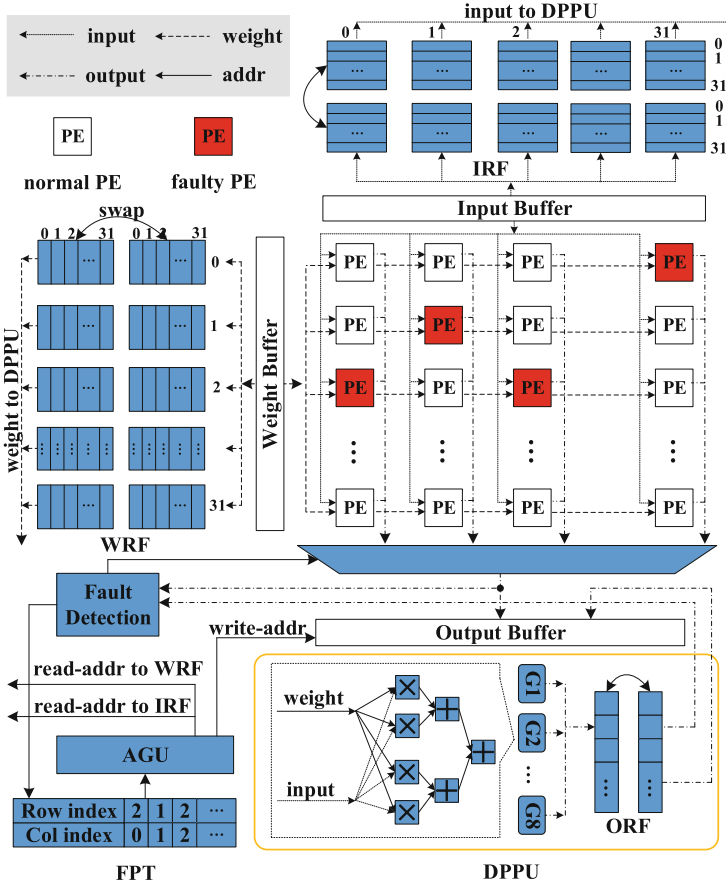 input weight
output addr
input to DPPU
0 1 2 31
... ... ... ... ...
0
1
31
... ... ... ... ...
0
1
31
IRF
PE PE
normal PE faulty PE
Input Buffer
swap
0 1 2 31 0 1 2 31
... ... 0
... ... 1
... ... 2
... ... 31
weight to DPPU
WRF
Weight Buffer
PE PE PE PE
PE PE PE PE
PE PE PE PE
PE PE PE PE
Fault
Detection
write-addr
Output Buffer
read-addr to WRF
read-addr to IRF
AGU
Row index 2 1 2 ...
Col index 0 1 2 ...
FPT
weight
input
× × × ×
+ + +
G1
G2
...
G8
... ...
ORF
DPPU